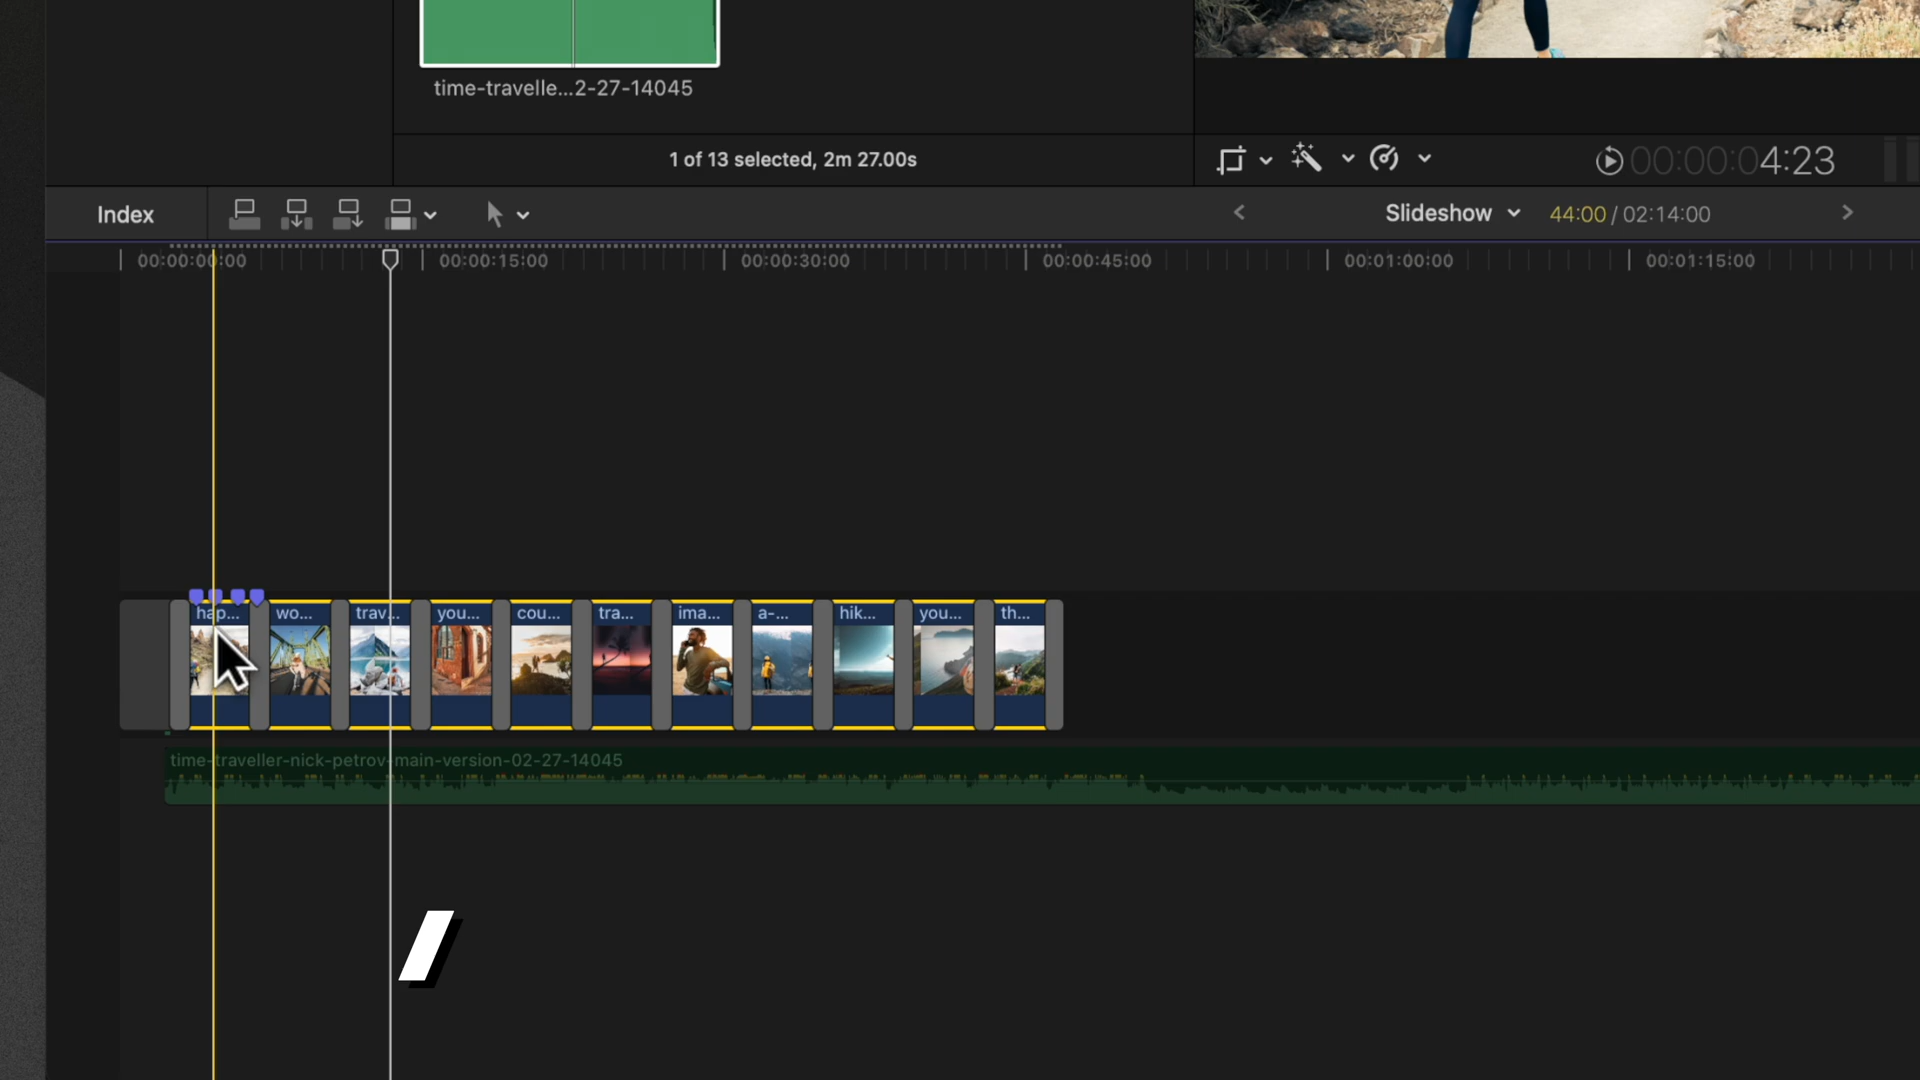 time-travelle...2-27-14045
1 of 13 selected, 2m 27.00s
00:00:04:23
Index
Slideshow
44:00 / 02:14:00
00:00:00:00
00:00:15:00
00:00:30:00
00:00:45:00
00:01:00:00
00:01:15:00
hap...
wo...
trav...
you...
cou...
tra...
ima...
a-...
hik...
you...
th...
time-traveller-nick-petrov-main-version-02-27-14045
/